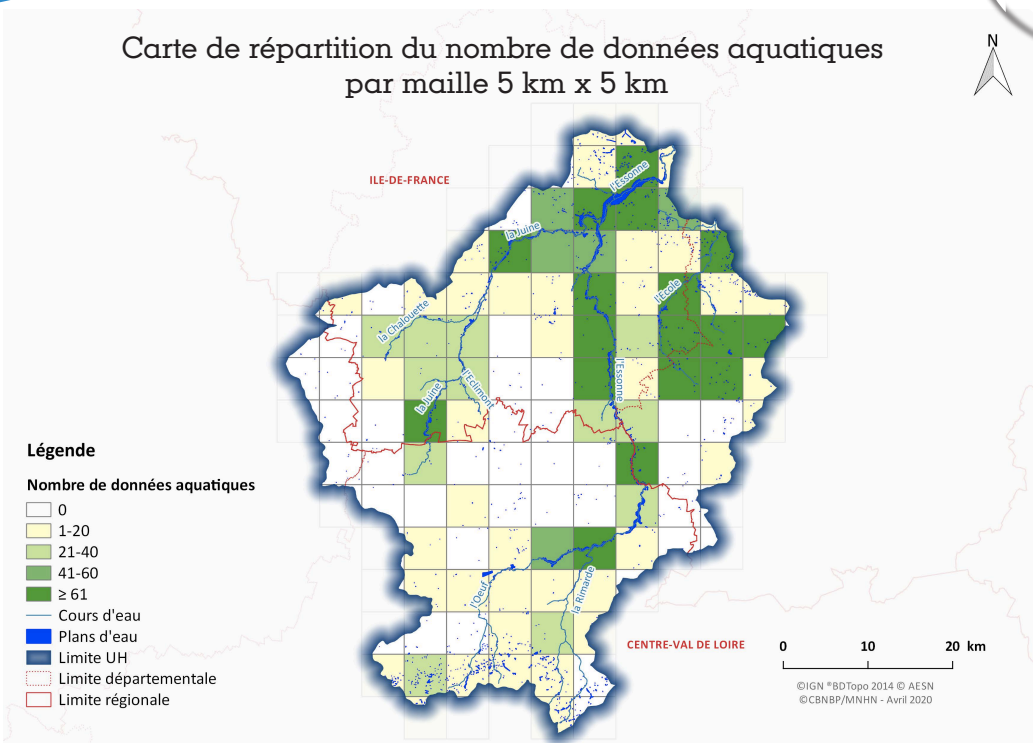 Carte de répartition du nombre de données aquatiques
par maille 5 km x 5 km
N
ILE-DE-FRANCE
l'Essonne
la Juine
l'Ecole
la Chalouette
l'Essonne
l'Eclimont
la Juine
l'Oeuf
la Rimarde
CENTRE-VAL DE LOIRE
Légende
Nombre de données aquatiques
0
1-20
21-40
41-60
≥ 61
Cours d'eau
Plans d'eau
Limite UH
Limite départementale
Limite régionale
0 10 20 km
©IGN ®BDTopo 2014 © AESN
©CBNBP/MNHN - Avril 2020